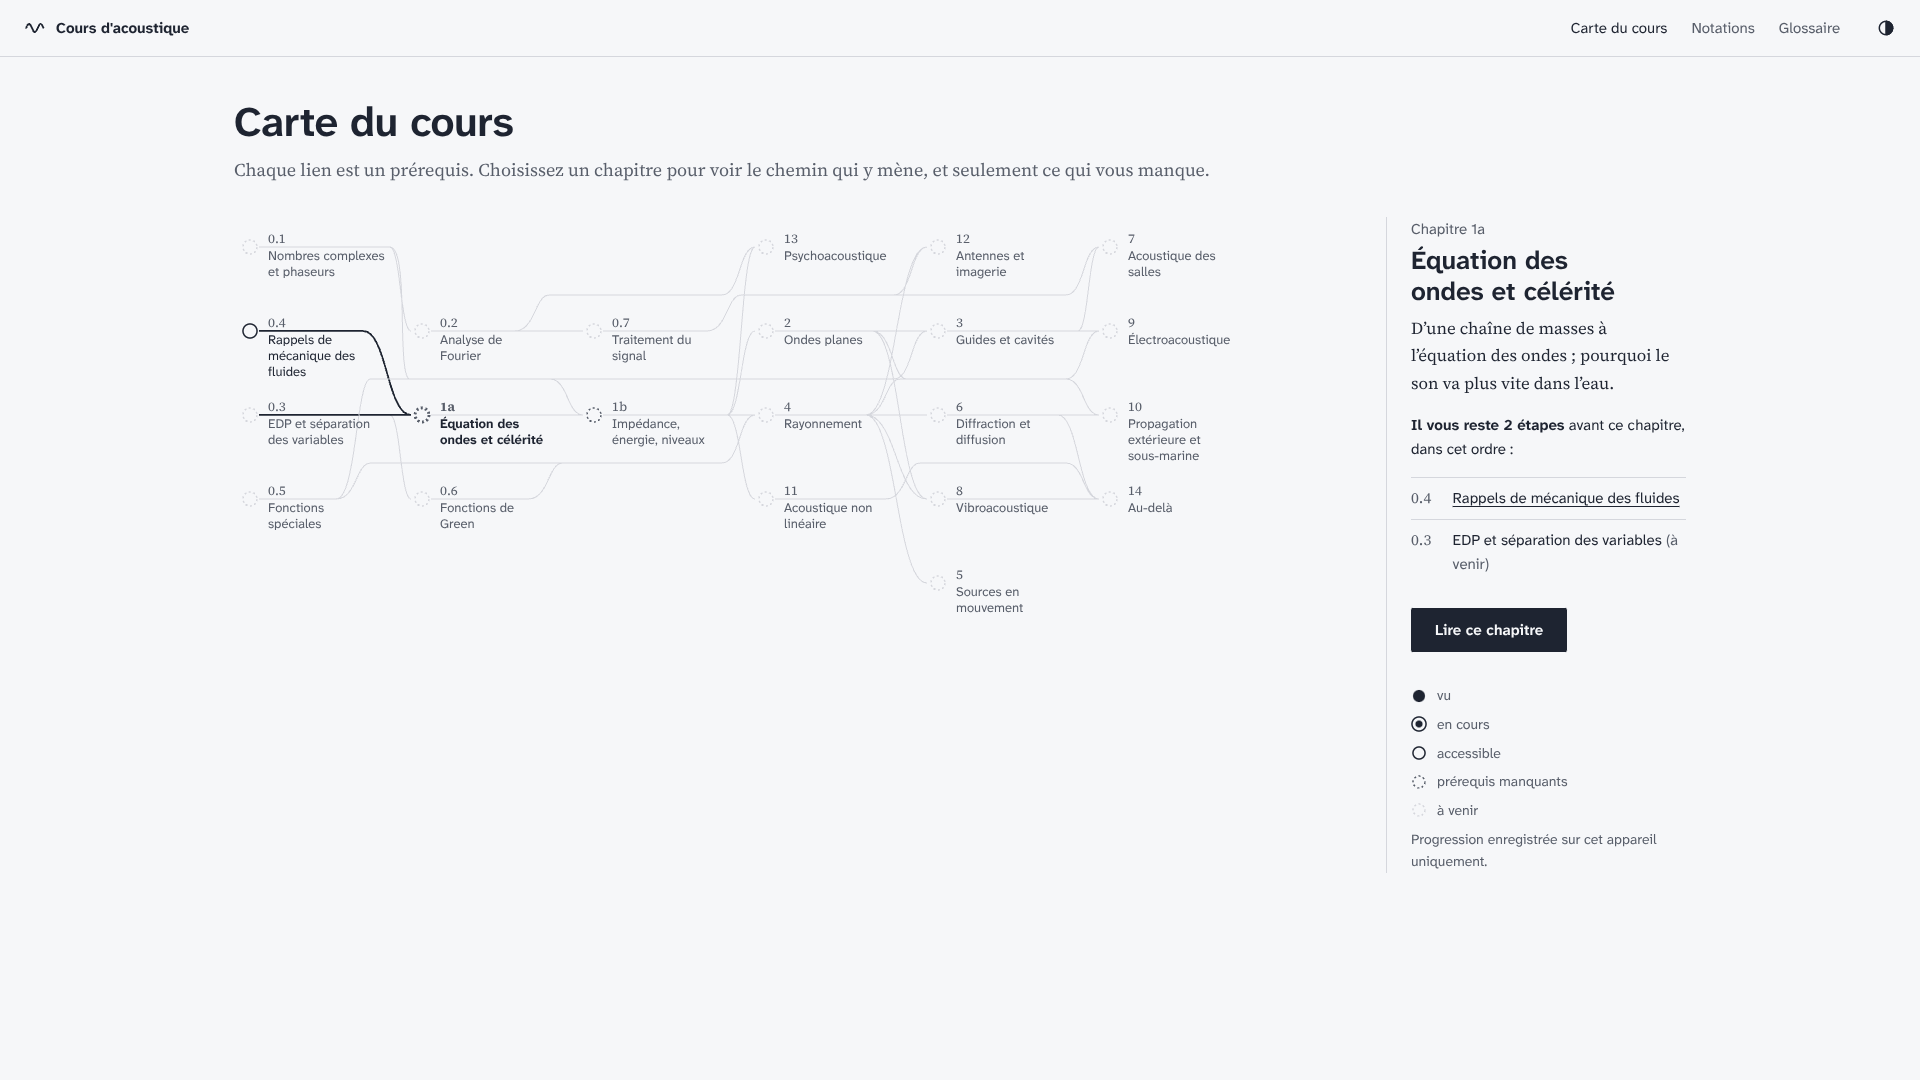 Cours d'acoustique
Carte du cours
Notations
Glossaire
Carte du cours
Chaque lien est un prérequis. Choisissez un chapitre pour voir le chemin qui y mène, et seulement ce qui vous manque.
0.1
Nombres complexes
et phaseurs
0.4
Rappels de
mécanique des
fluides
0.3
EDP et séparation
des variables
0.5
Fonctions
spéciales
0.2
Analyse de
Fourier
1a
Équation des
ondes et célérité
0.6
Fonctions de
Green
0.7
Traitement du
signal
1b
Impédance,
énergie, niveaux
13
Psychoacoustique
2
Ondes planes
4
Rayonnement
11
Acoustique non
linéaire
12
Antennes et
imagerie
3
Guides et cavités
6
Diffraction et
diffusion
8
Vibroacoustique
5
Sources en
mouvement
7
Acoustique des
salles
9
Électroacoustique
10
Propagation
extérieure et
sous-marine
14
Au-delà
Chapitre 1a
Équation des
ondes et célérité
D’une chaîne de masses à
l’équation des ondes ; pourquoi le
son va plus vite dans l’eau.
Il vous reste 2 étapes avant ce chapitre,
dans cet ordre :
0.4 Rappels de mécanique des fluides
0.3 EDP et séparation des variables (à
venir)
Lire ce chapitre
vu
en cours
accessible
prérequis manquants
à venir
Progression enregistrée sur cet appareil
uniquement.